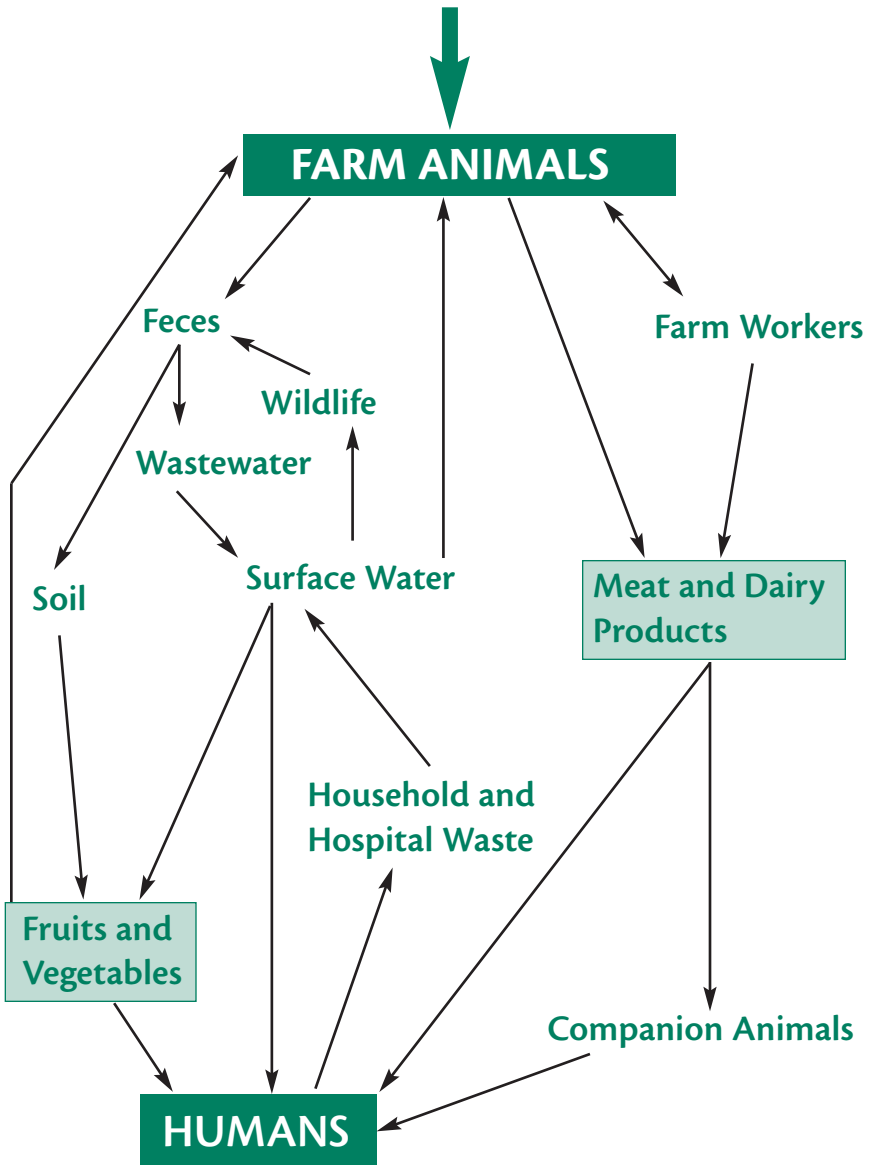 FARM ANIMALS
Feces
Farm Workers
Wildlife
Wastewater
Surface Water
Soil
Meat and Dairy
Products
Household and
Hospital Waste
Fruits and
Vegetables
Companion Animals
HUMANS